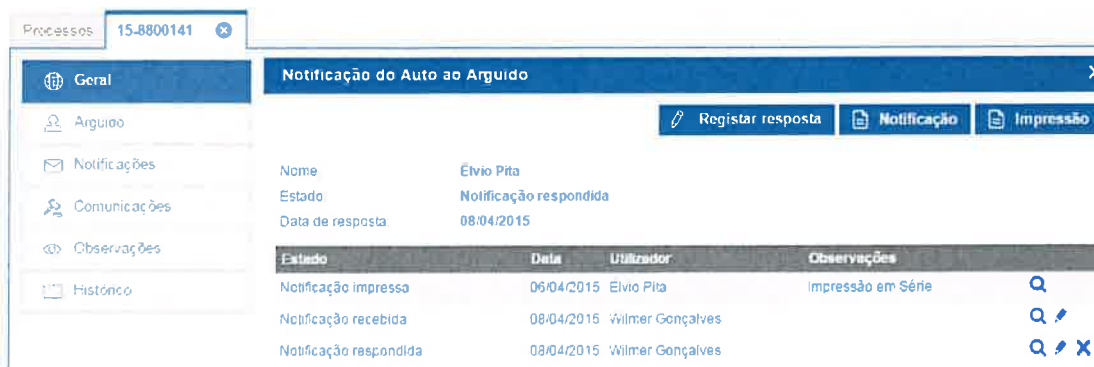 Processos 15-8800141
Geral
Arguido
Notificações
Comunicações
Observações
Histórico
Notificação do Auto ao Arguido
Registar resposta Notificação Impressão
Nome Élvio Pita
Estado Notificação respondida
Data de resposta 08/04/2015
Estado Data Utilizador Observações
Notificação impressa 06/04/2015 Élvio Pita Impressão em Série
Notificação recebida 08/04/2015 Wilmer Gonçalves
Notificação respondida 08/04/2015 Wilmer Gonçalves